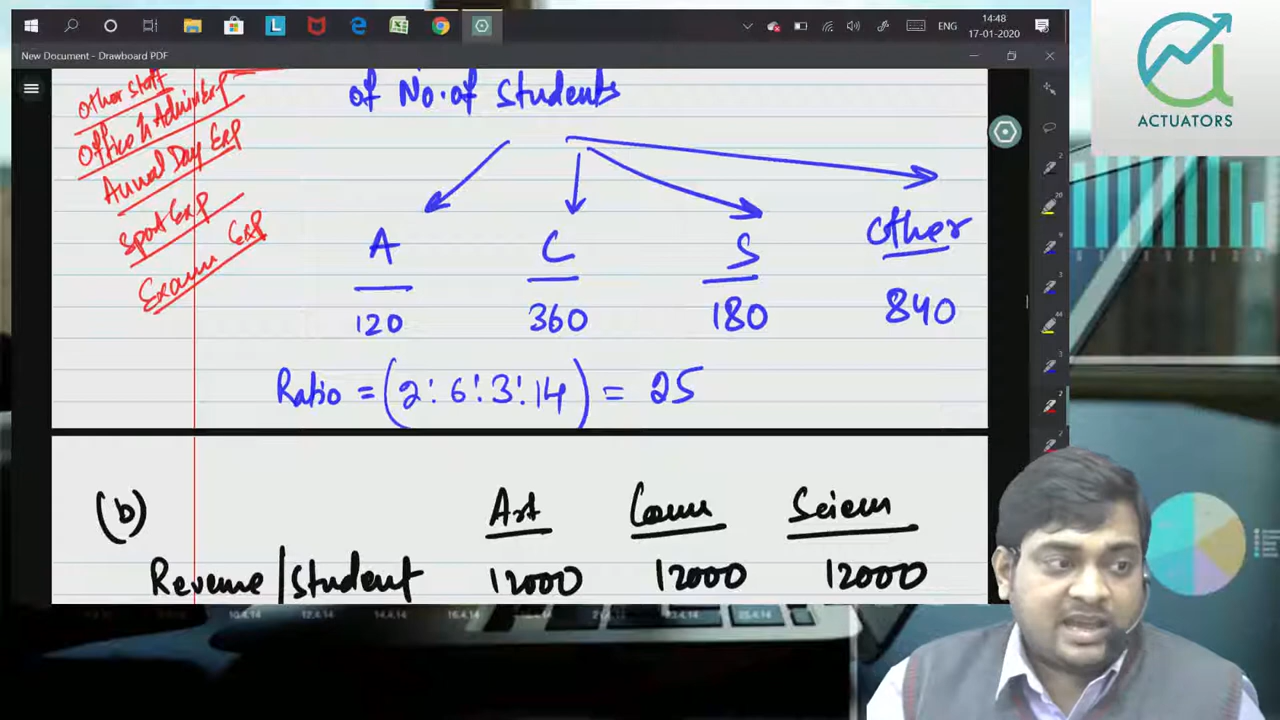 ENG
14:48
17-01-2020
New Document - Drawboard PDF
ACTUATORS
other staff
Office & Admin Exp
Annual Day Exp
Sport Exp
Exam Exp
of No. of Students
A C S Other
120 360 180 840
Ratio = (2:6:3:14) = 25
(b)
Art Comm Scienc
Revenue/Student 12000 12000 12000